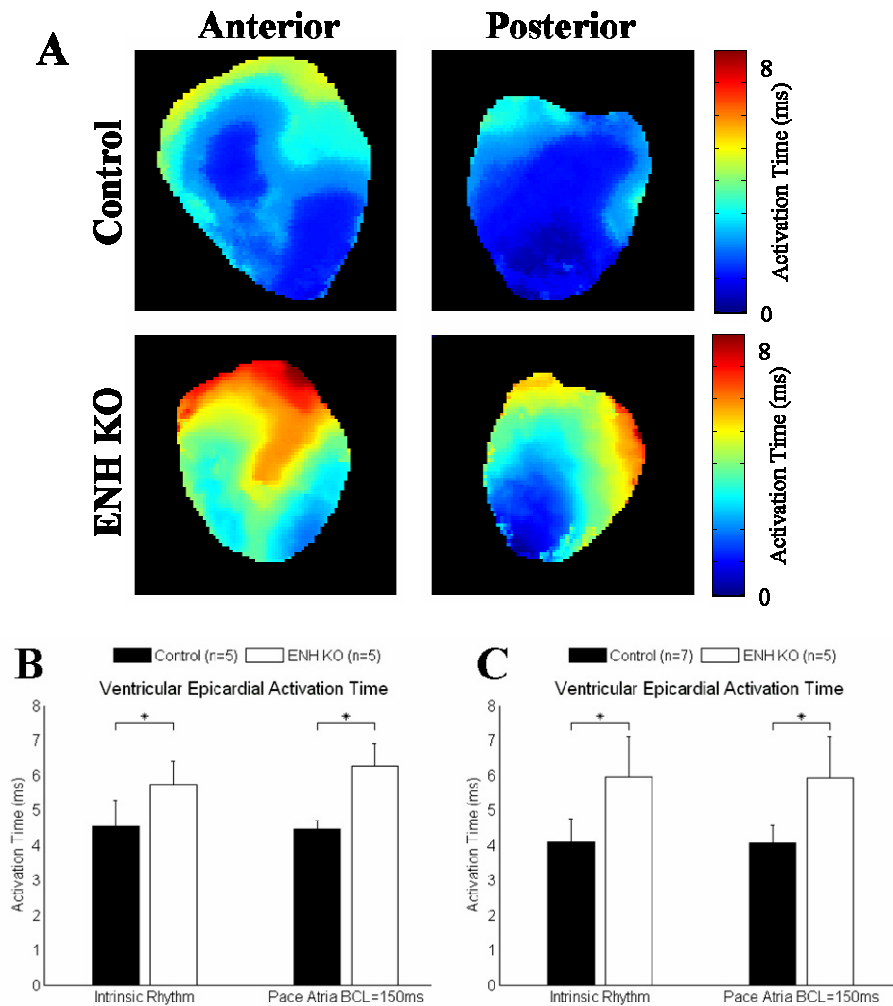 A
Anterior
Posterior
Control
8
Activation Time (ms)
0
ENH KO
8
Activation Time (ms)
0
B
Control (n=5)
ENH KO (n=5)
Ventricular Epicardial Activation Time
8
7
6
5
4
3
2
1
0
Activation Time (ms)
*
*
Intrinsic Rhythm
Pace Atria BCL=150ms
C
Control (n=7)
ENH KO (n=5)
Ventricular Epicardial Activation Time
8
7
6
5
4
3
2
1
0
Activation Time (ms)
*
*
Intrinsic Rhythm
Pace Atria BCL=150ms